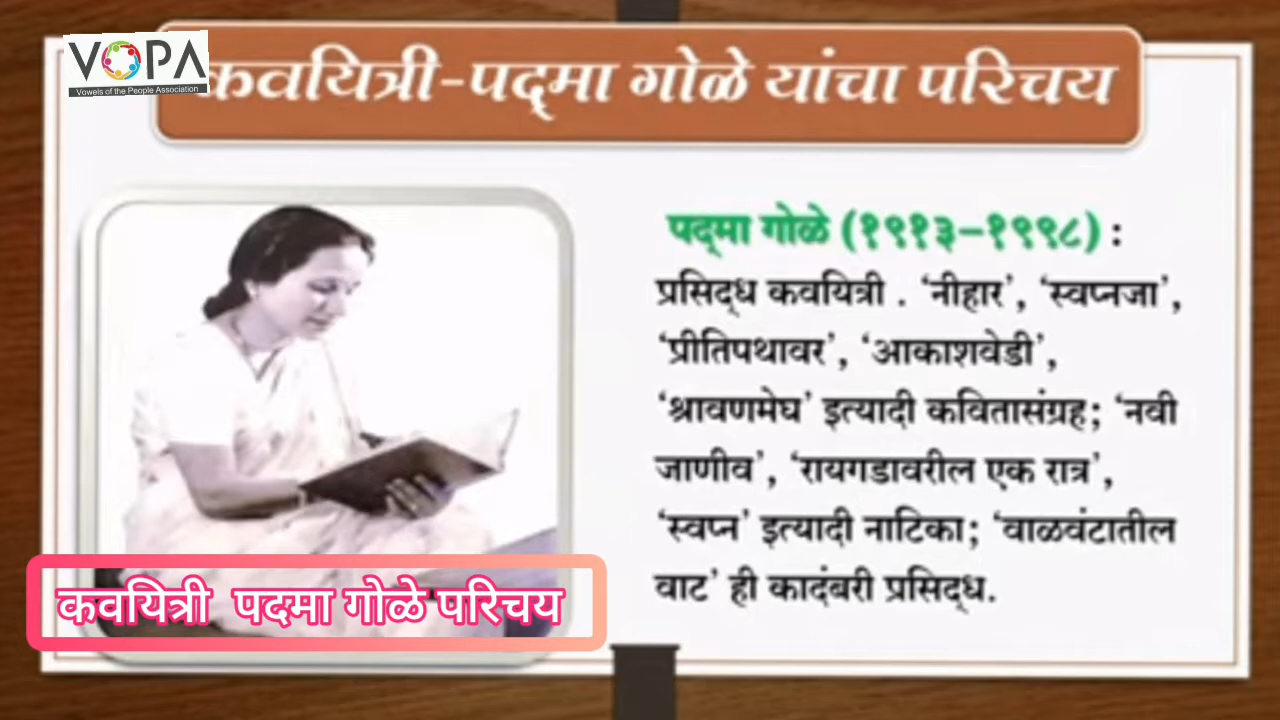 VOPA
Vowels of the People Association
कवयित्री-पद्मा गोळे यांचा परिचय
पद्मा गोळे (१९१३–१९९८) :
प्रसिद्ध कवयित्री . ‘नीहार’, ‘स्वप्नजा’,
‘प्रीतिपथावर’, ‘आकाशवेडी’,
‘श्रावणमेघ’ इत्यादी कवितासंग्रह; ‘नवी
जाणीव’, ‘रायगडावरील एक रात्र’,
‘स्वप्न’ इत्यादी नाटिका; ‘वाळवंटातील
वाट’ ही कादंबरी प्रसिद्ध.
कवयित्री पदमा गोळे परिचय